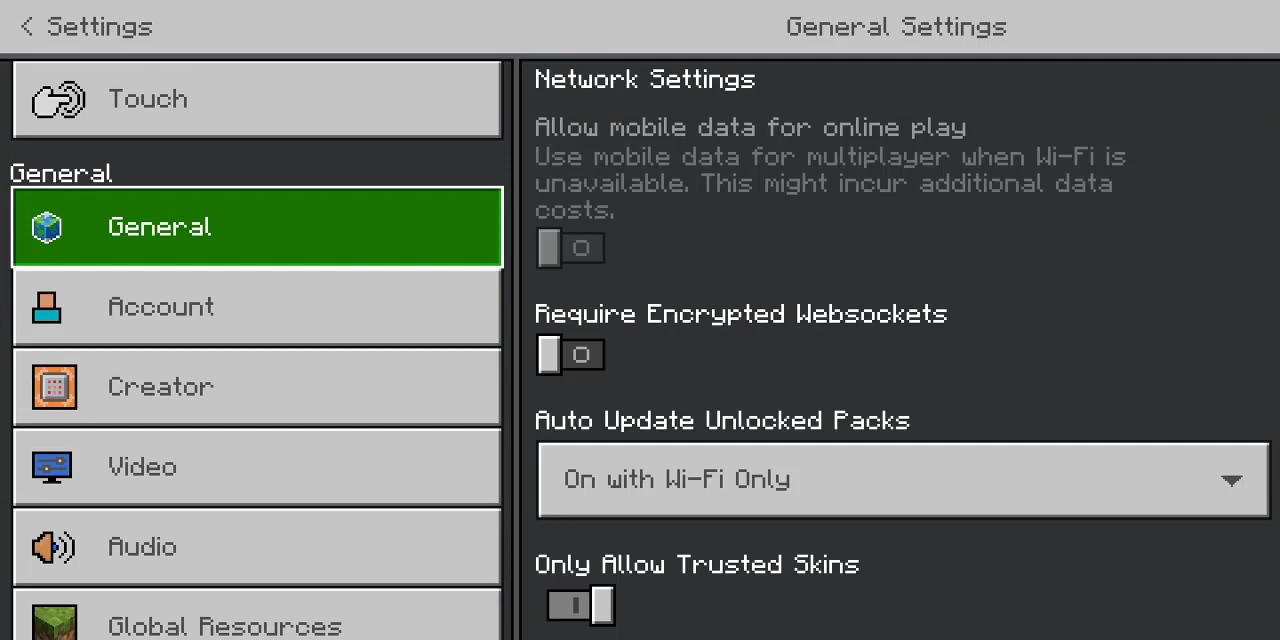 Settings
General Settings
Touch
General
General
Account
Creator
Video
Audio
Global Resources
Network Settings
Allow mobile data for online play
Use mobile data for multiplayer when Wi-Fi is
unavailable. This might incur additional data
costs.
Require Encrypted Websockets
Auto Update Unlocked Packs
On with Wi-Fi Only
Only Allow Trusted Skins